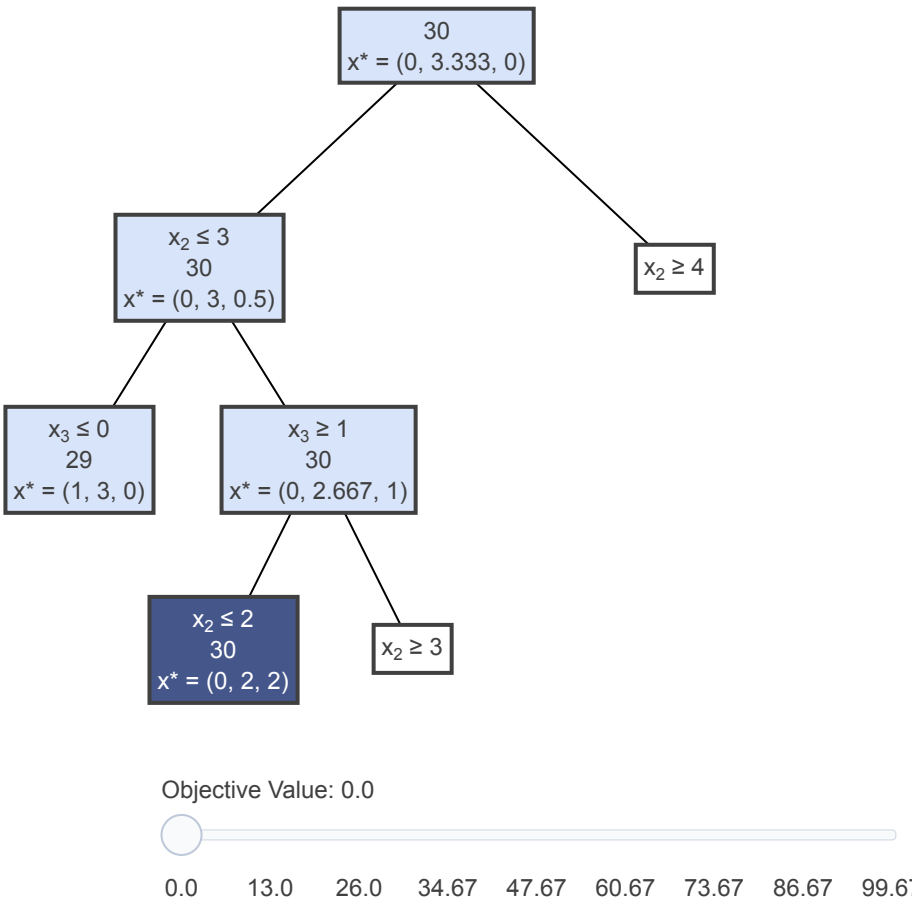 30
x* = (0, 3.333, 0)
x₂ ≤ 3
30
x* = (0, 3, 0.5)
x₂ ≥ 4
x₃ ≤ 0
29
x* = (1, 3, 0)
x₃ ≥ 1
30
x* = (0, 2.667, 1)
x₂ ≤ 2
30
x* = (0, 2, 2)
x₂ ≥ 3
Objective Value: 0.0
0.0 13.0 26.0 34.67 47.67 60.67 73.67 86.67 99.67